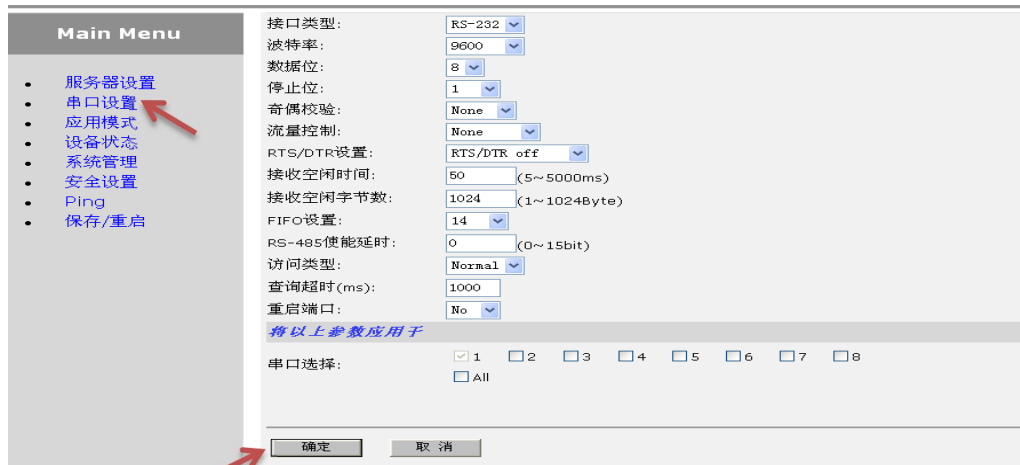 Main Menu
服务器设置
串口设置
应用模式
设备状态
系统管理
安全设置
Ping
保存/重启
接口类型: RS-232
波特率: 9600
数据位: 8
停止位: 1
奇偶校验: None
流量控制: None
RTS/DTR设置: RTS/DTR off
接收空闲时间: 50 (5~5000ms)
接收空闲字节数: 1024 (1~1024Byte)
FIFO设置: 14
RS-485使能延时: 0 (0~15bit)
访问类型: Normal
查询超时(ms): 1000
重启端口: No
将以上参数应用于
串口选择: 1 2 3 4 5 6 7 8
All
确定 取 消